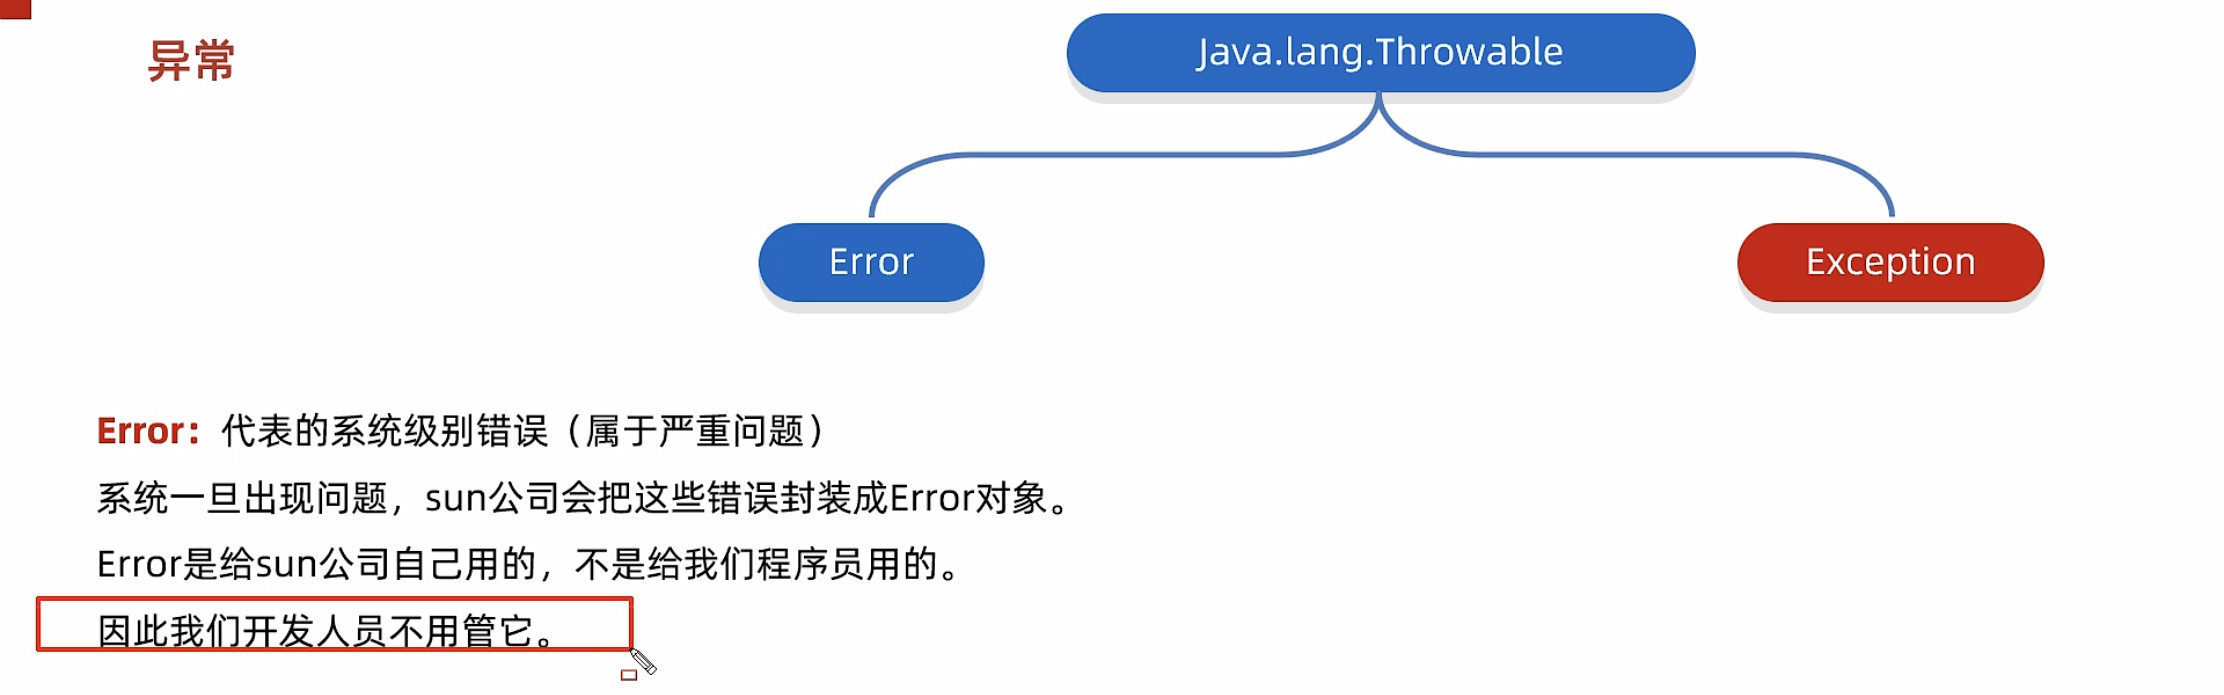 异常
Java.lang.Throwable
Error
Exception
Error：代表的系统级别错误（属于严重问题）
系统一旦出现问题，sun公司会把这些错误封装成Error对象。
Error是给sun公司自己用的，不是给我们程序员用的。
因此我们开发人员不用管它。